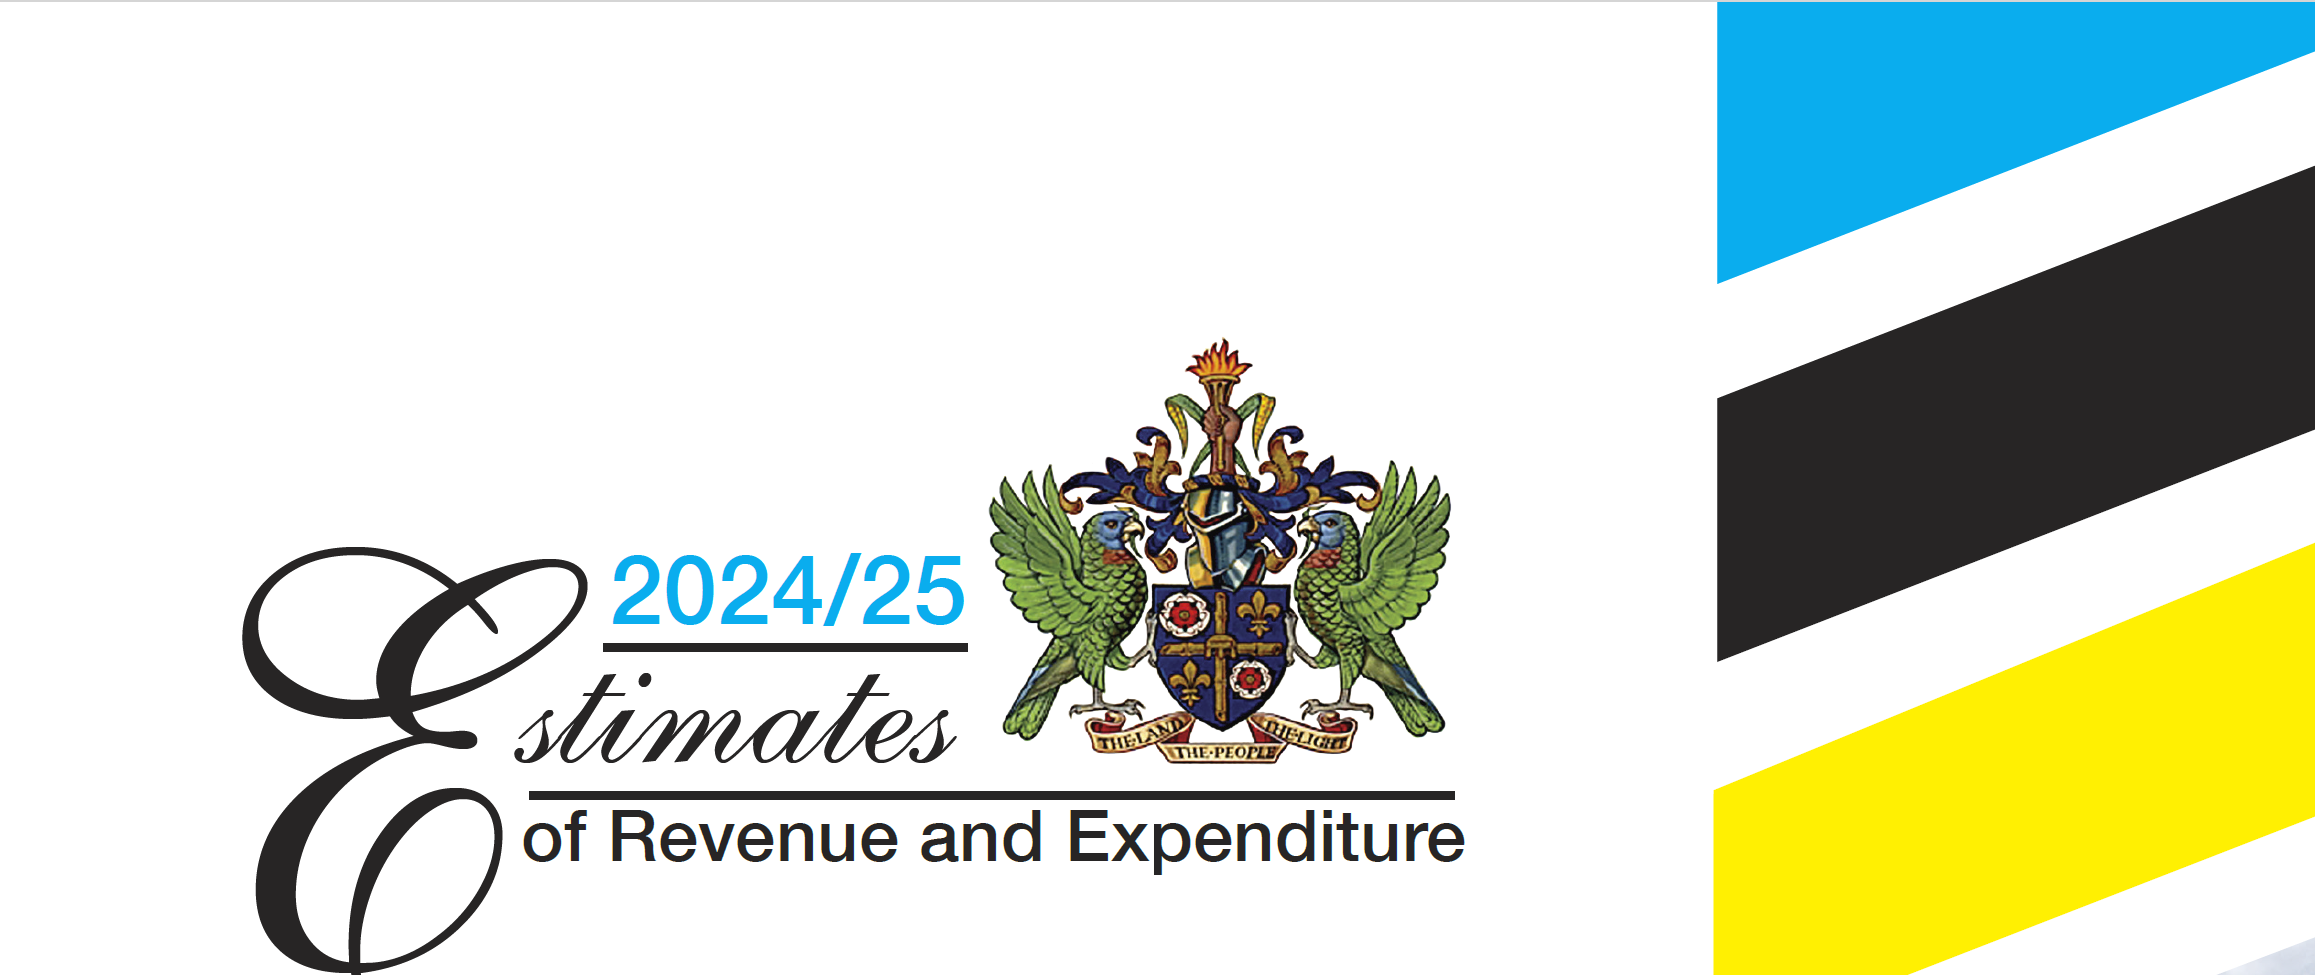 2024/25
Estimates
of Revenue and Expenditure
THE·LAND
THE·PEOPLE
THE·LIGHT